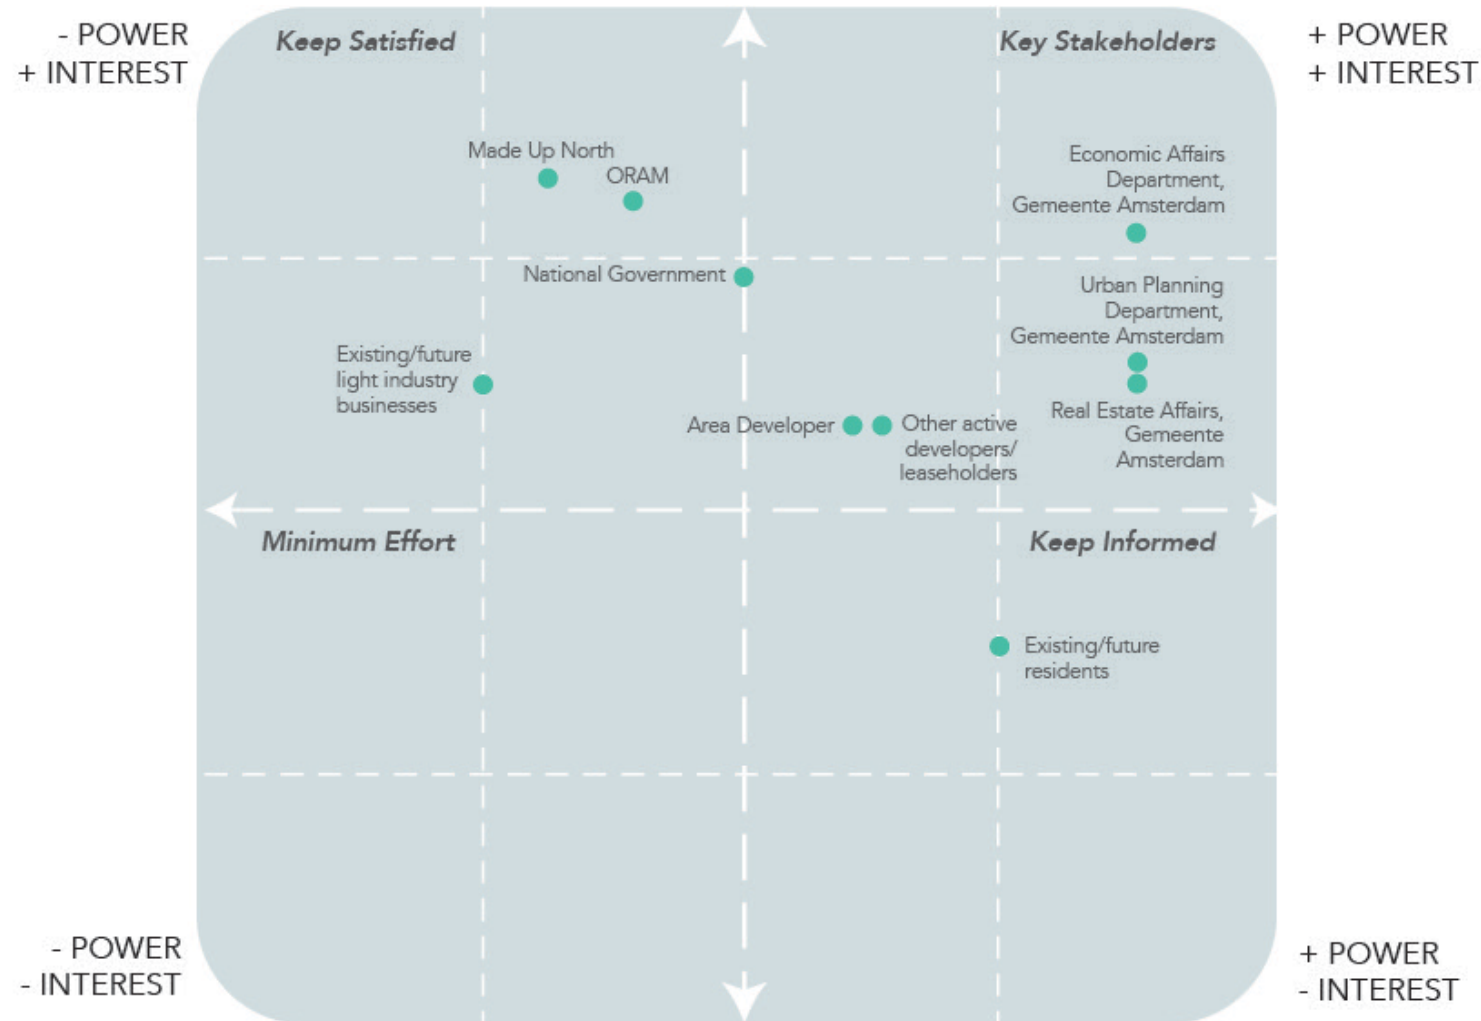 - POWER
+ INTEREST
Keep Satisfied
Key Stakeholders
+ POWER
+ INTEREST
Made Up North
ORAM
Economic Affairs
Department,
Gemeente Amsterdam
National Government
Urban Planning
Department,
Gemeente Amsterdam
Existing/future
light industry
businesses
Area Developer
Other active
developers/
leaseholders
Real Estate Affairs,
Gemeente
Amsterdam
Minimum Effort
Keep Informed
Existing/future
residents
- POWER
- INTEREST
+ POWER
- INTEREST